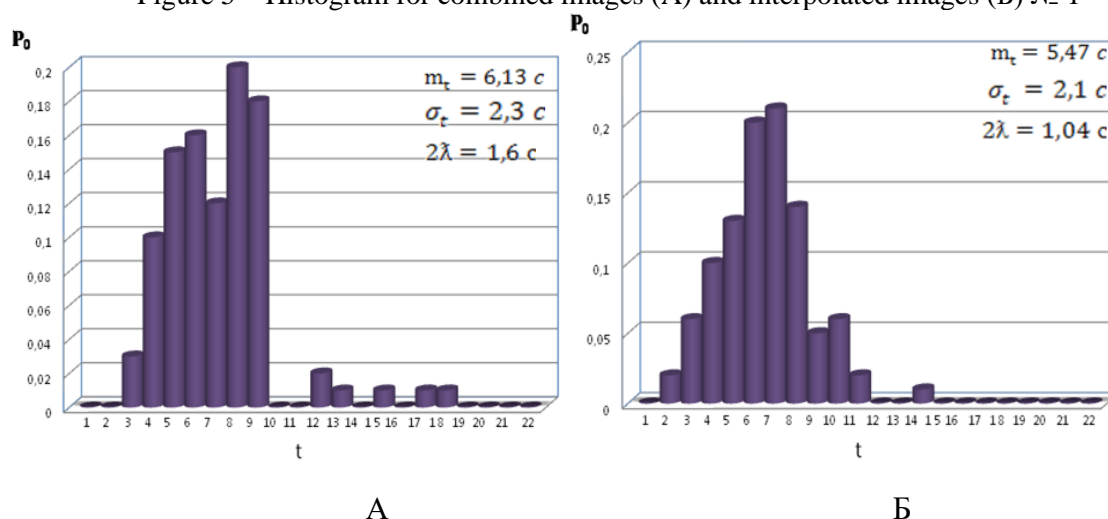 Figure 5 – Histogram for combined images (A) and interpolated images (Б) № 1
P₀
0,2
0,18
0,16
0,14
0,12
0,1
0,08
0,06
0,04
0,02
0
mₜ = 6,13 c
σₜ = 2,3 c
2λ̃ = 1,6 c
1 2 3 4 5 6 7 8 9 10 11 12 13 14 15 16 17 18 19 20 21 22
t
А
P₀
0,25
0,2
0,15
0,1
0,05
0
mₜ = 5,47 c
σₜ = 2,1 c
2λ̃ = 1,04 c
1 2 3 4 5 6 7 8 9 10 11 12 13 14 15 16 17 18 19 20 21 22
t
Б